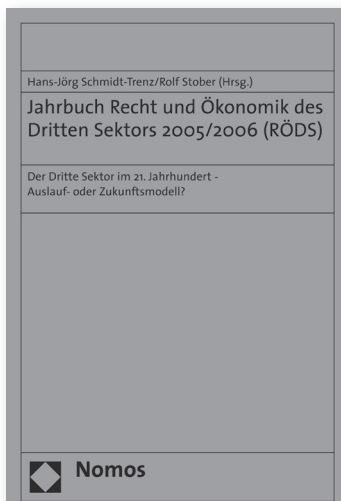 Hans-Jörg Schmidt-Trenz/Rolf Stober (Hrsg.)
Jahrbuch Recht und Ökonomik des
Dritten Sektors 2005/2006 (RÖDS)
Der Dritte Sektor im 21. Jahrhundert -
Auslauf- oder Zukunftsmodell?
Nomos